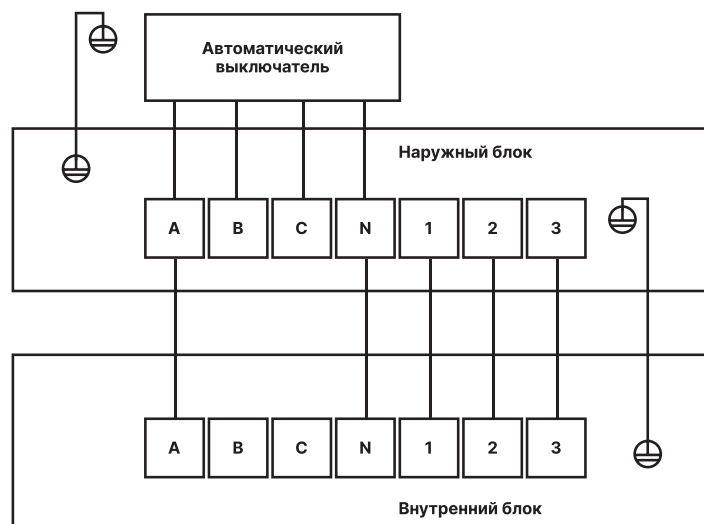 Автоматический
выключатель
Наружный блок
A B C N 1 2 3
A B C N 1 2 3
Внутренний блок